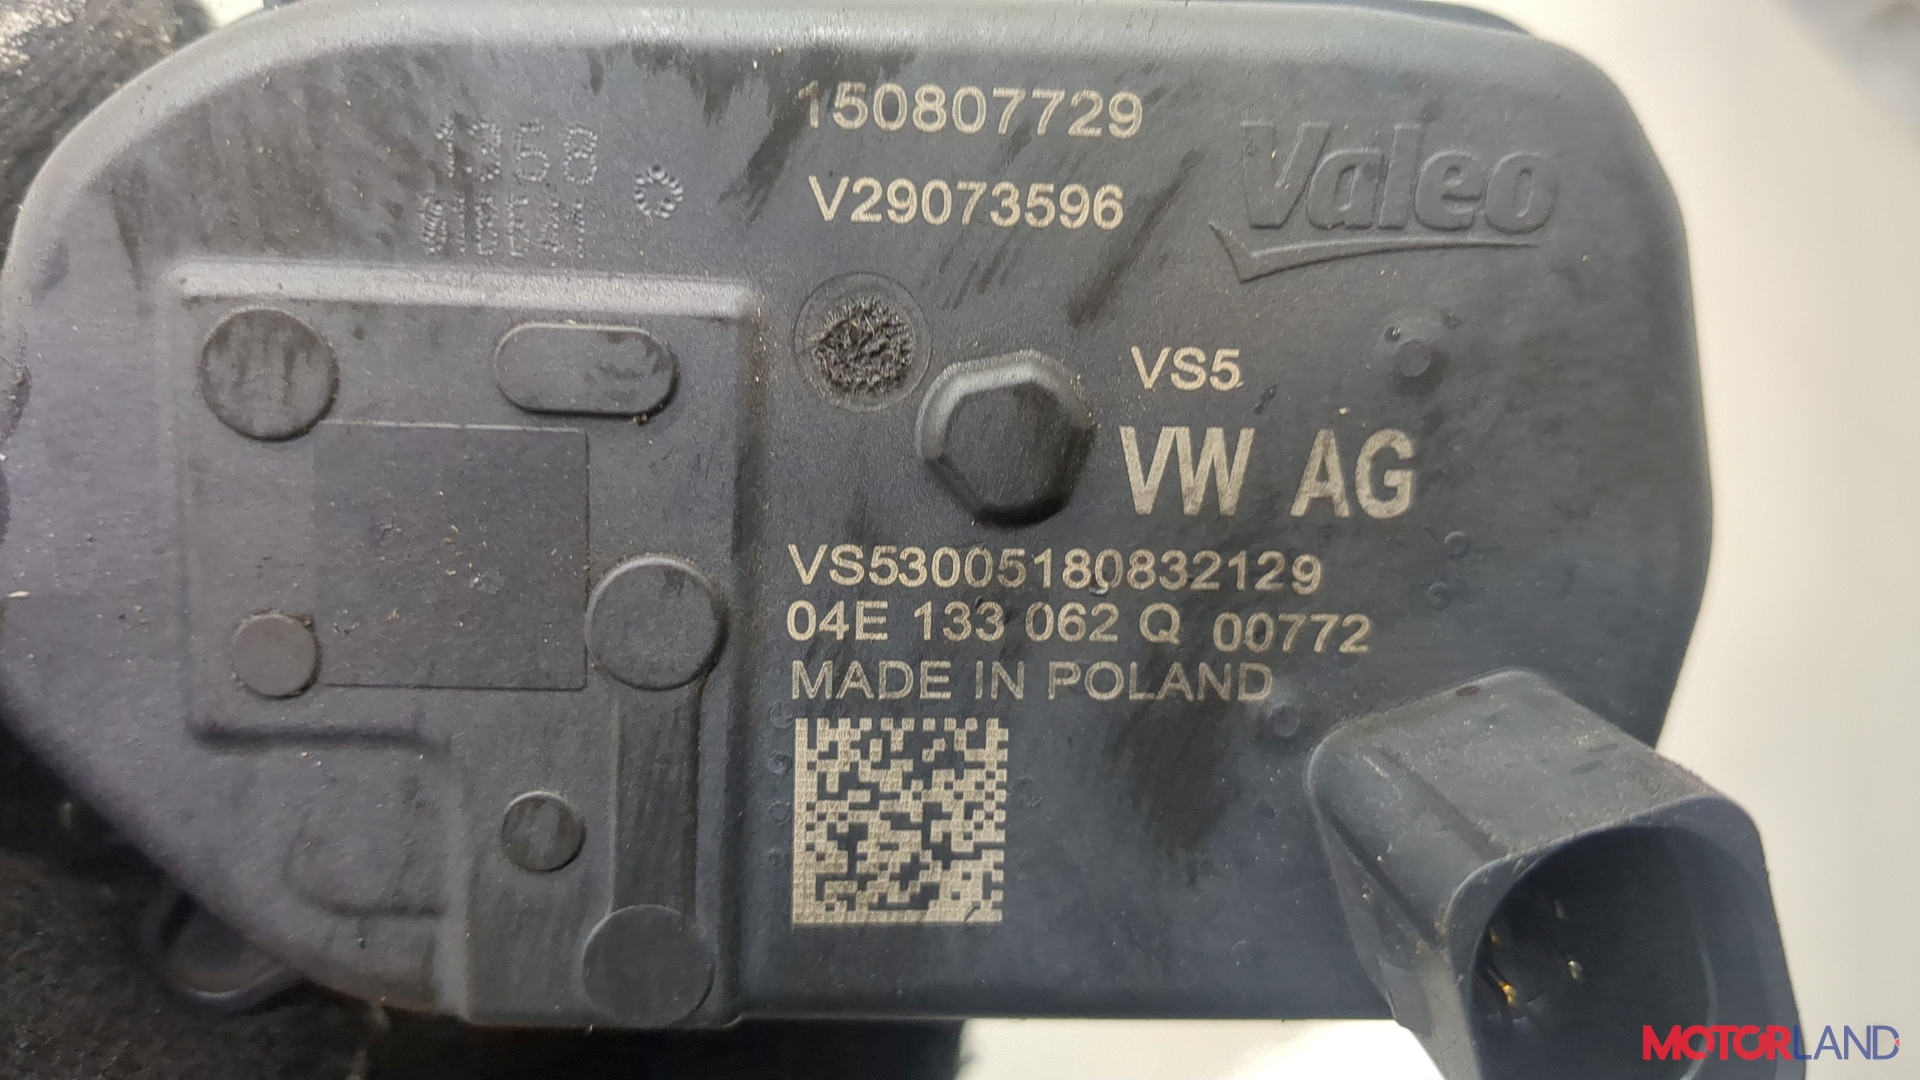 150807729
V29073596
Valeo
VS5
VW AG
VS53005180832129
04E 133 062 Q 00772
MADE IN POLAND
MOTORLAND